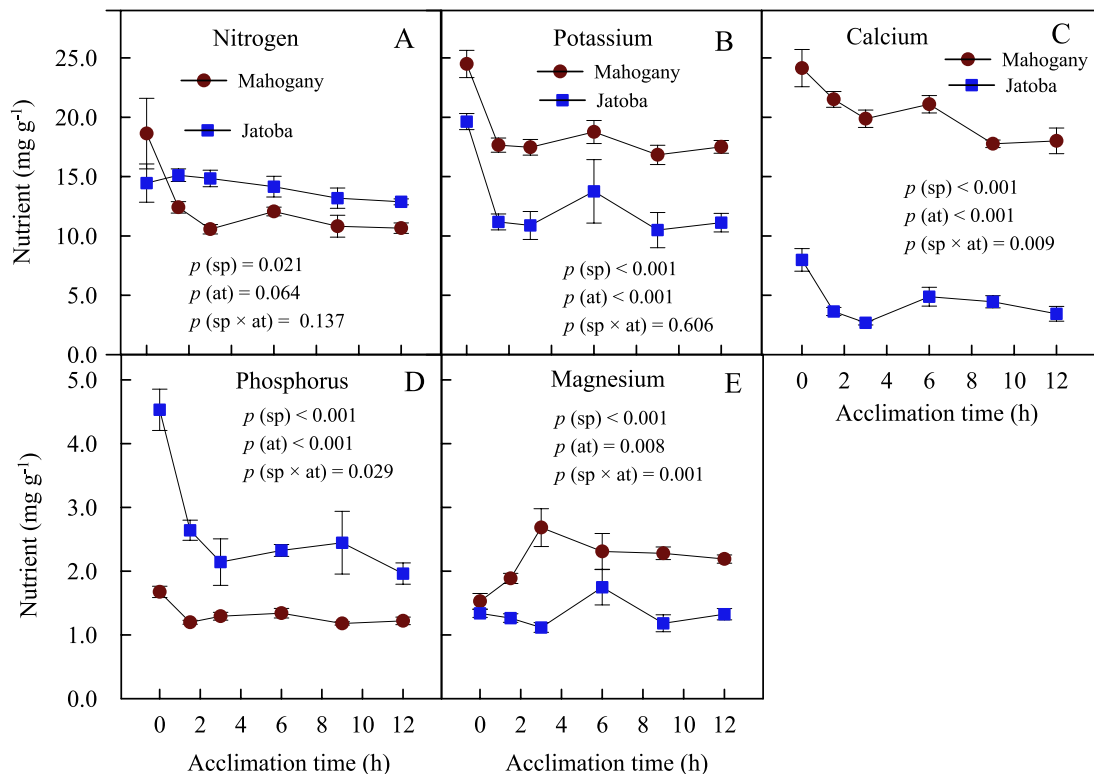 Nitrogen
A
Mahogany
Jatoba
p (sp) = 0.021
p (at) = 0.064
p (sp × at) = 0.137
Potassium
B
Mahogany
Jatoba
p (sp) < 0.001
p (at) < 0.001
p (sp × at) = 0.606
Calcium
C
Mahogany
Jatoba
p (sp) < 0.001
p (at) < 0.001
p (sp × at) = 0.009
Nutrient (mg g⁻¹)
25.0
20.0
15.0
10.0
5.0
0.0
0 2 4 6 8 10 12
Acclimation time (h)
Phosphorus
D
p (sp) < 0.001
p (at) < 0.001
p (sp × at) = 0.029
Magnesium
E
p (sp) < 0.001
p (at) = 0.008
p (sp × at) = 0.001
Nutrient (mg g⁻¹)
5.0
4.0
3.0
2.0
1.0
0.0
0 2 4 6 8 10 12
Acclimation time (h)
0 2 4 6 8 10 12
Acclimation time (h)